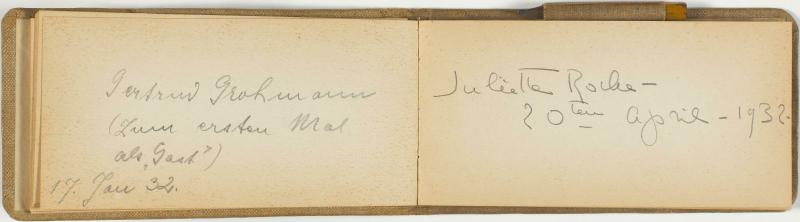 Gertrud Grohmann
(Zum ersten Mal
als „Gast“)
17. Jan 32.
Juliette Roche –
20ten April – 1932.